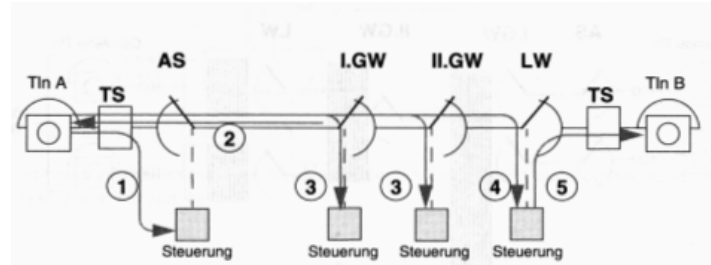 AS I.GW II.GW LW
Tln A TS TS Tln B
2
1 3 3 4 5
Steuerung Steuerung Steuerung Steuerung